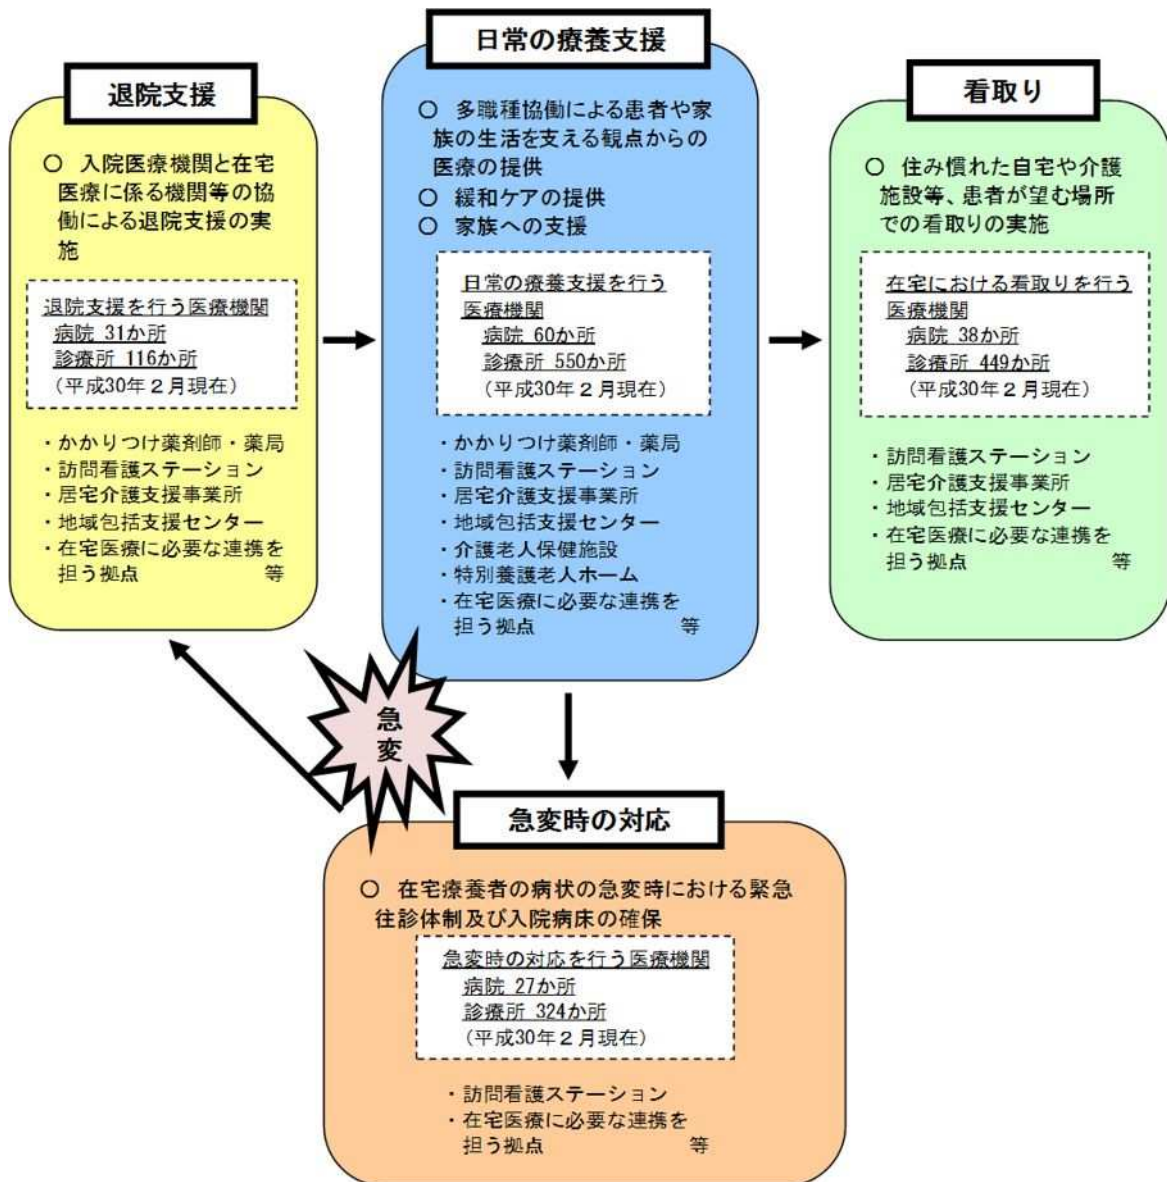 退院支援
○ 入院医療機関と在宅
医療に係る機関等の協
働による退院支援の実
施
退院支援を行う医療機関
病院 31か所
診療所 116か所
(平成30年2月現在)
・かかりつけ薬剤師・薬局
・訪問看護ステーション
・居宅介護支援事業所
・地域包括支援センター
・在宅医療に必要な連携を
担う拠点 等
日常の療養支援
○ 多職種協働による患者や家
族の生活を支える観点からの
医療の提供
○ 緩和ケアの提供
○ 家族への支援
日常の療養支援を行う
医療機関
病院 60か所
診療所 550か所
(平成30年2月現在)
・かかりつけ薬剤師・薬局
・訪問看護ステーション
・居宅介護支援事業所
・地域包括支援センター
・介護老人保健施設
・特別養護老人ホーム
・在宅医療に必要な連携を
担う拠点 等
看取り
○ 住み慣れた自宅や介護
施設等、患者が望む場所
での看取りの実施
在宅における看取りを行う
医療機関
病院 38か所
診療所 449か所
(平成30年2月現在)
・訪問看護ステーション
・居宅介護支援事業所
・地域包括支援センター
・在宅医療に必要な連携を
担う拠点 等
急変
急変時の対応
○ 在宅療養者の病状の急変時における緊急
往診体制及び入院病床の確保
急変時の対応を行う医療機関
病院 27か所
診療所 324か所
(平成30年2月現在)
・訪問看護ステーション
・在宅医療に必要な連携を
担う拠点 等